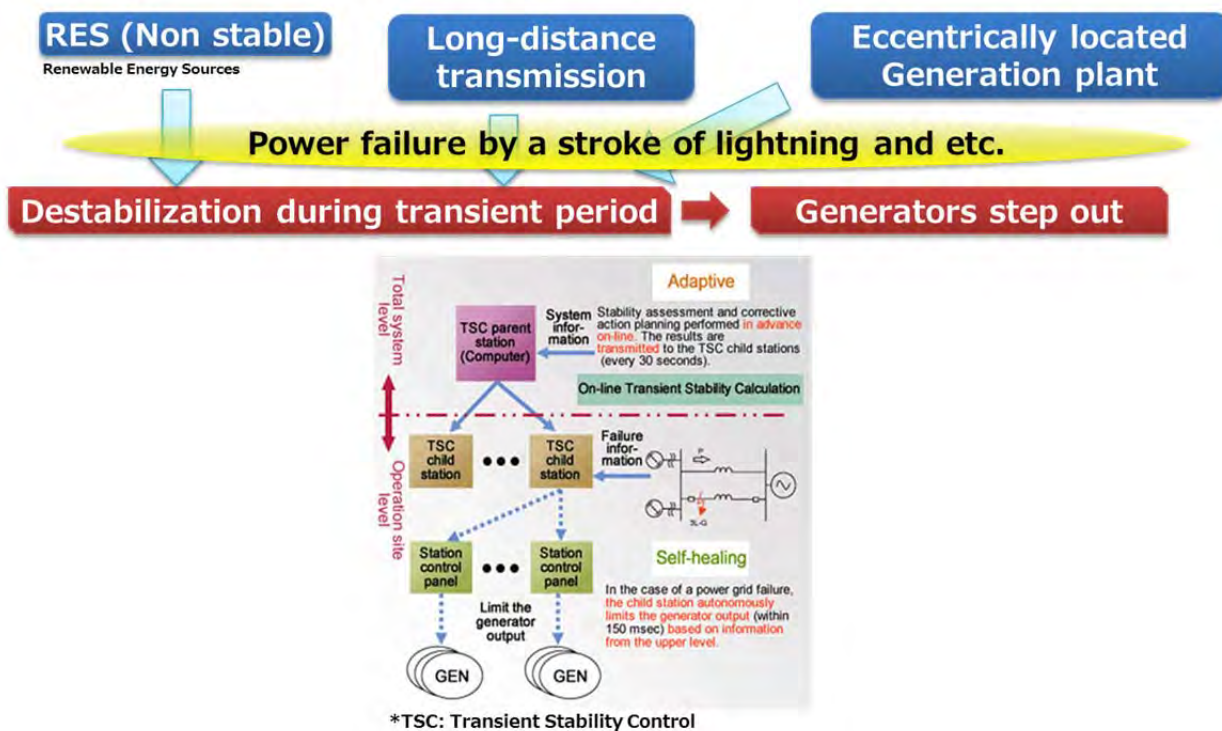 RES (Non stable)
Renewable Energy Sources
Long-distance
transmission
Eccentrically located
Generation plant
Power failure by a stroke of lightning and etc.
Destabilization during transient period
Generators step out
Total system
level
Operation site
level
Adaptive
TSC parent
station
(Computer)
System
infor-
mation
Stability assessment and corrective
action planning performed in advance
on-line. The results are
transmitted to the TSC child stations
(every 30 seconds).
On-line Transient Stability Calculation
TSC
child
station
TSC
child
station
Failure
infor-
mation
P
3L-G
Station
control
panel
Station
control
panel
Self-healing
In the case of a power grid failure,
the child station autonomously
limits the generator output (within
150 msec) based on information
from the upper level.
Limit the
generator
output
GEN
GEN
*TSC: Transient Stability Control